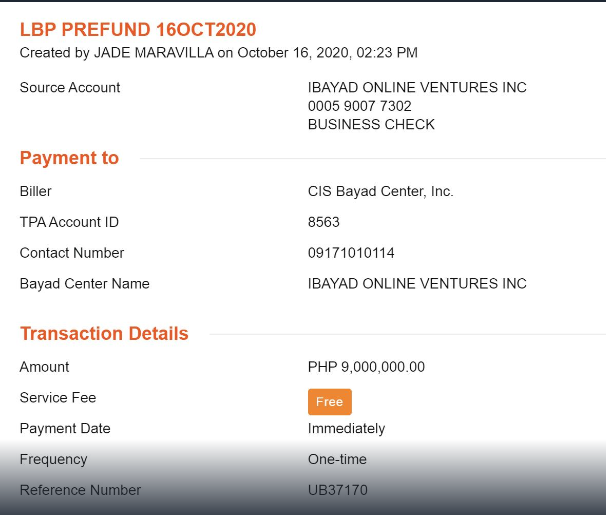 LBP PREFUND 16OCT2020
Created by JADE MARAVILLA on October 16, 2020, 02:23 PM
Source Account IBAYAD ONLINE VENTURES INC
0005 9007 7302
BUSINESS CHECK
Payment to
Biller CIS Bayad Center, Inc.
TPA Account ID 8563
Contact Number 09171010114
Bayad Center Name IBAYAD ONLINE VENTURES INC
Transaction Details
Amount PHP 9,000,000.00
Service Fee Free
Payment Date Immediately
Frequency One-time
Reference Number UB37170